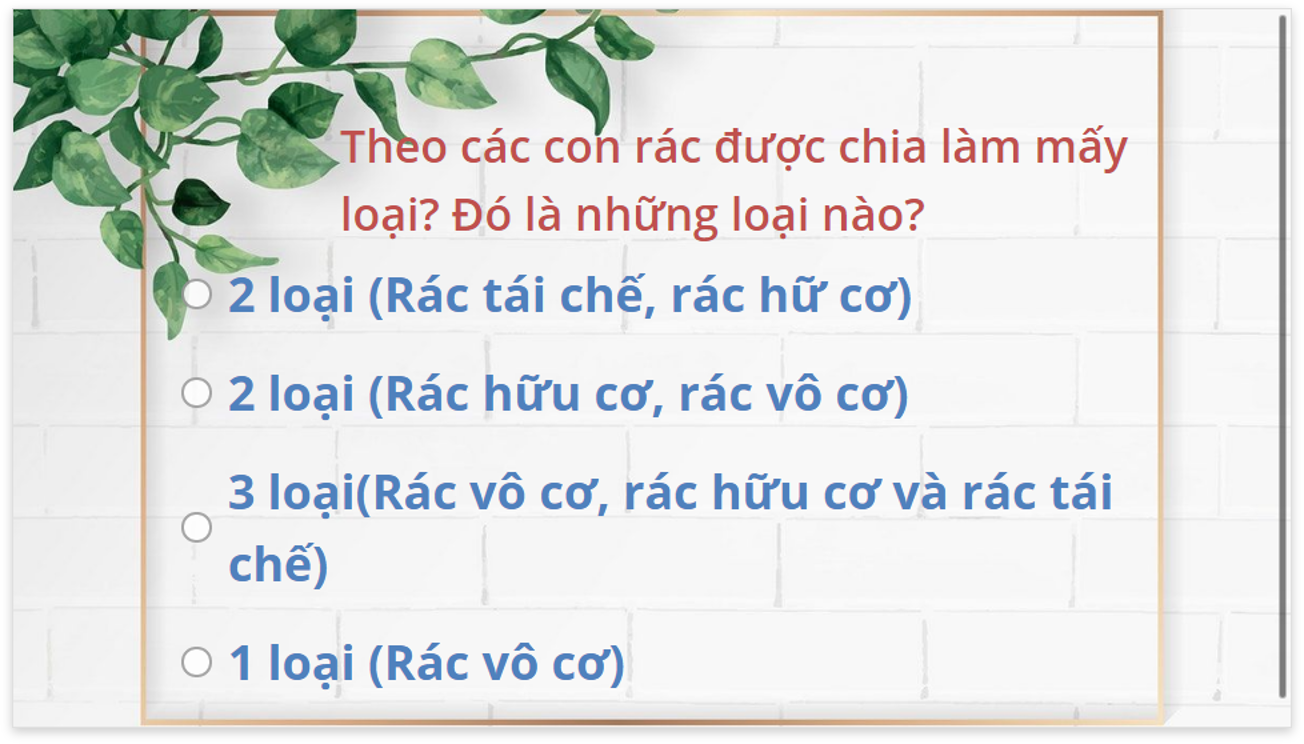 Theo các con rác được chia làm mấy
loại? Đó là những loại nào?
2 loại (Rác tái chế, rác hữ cơ)
2 loại (Rác hữu cơ, rác vô cơ)
3 loại(Rác vô cơ, rác hữu cơ và rác tái
chế)
1 loại (Rác vô cơ)